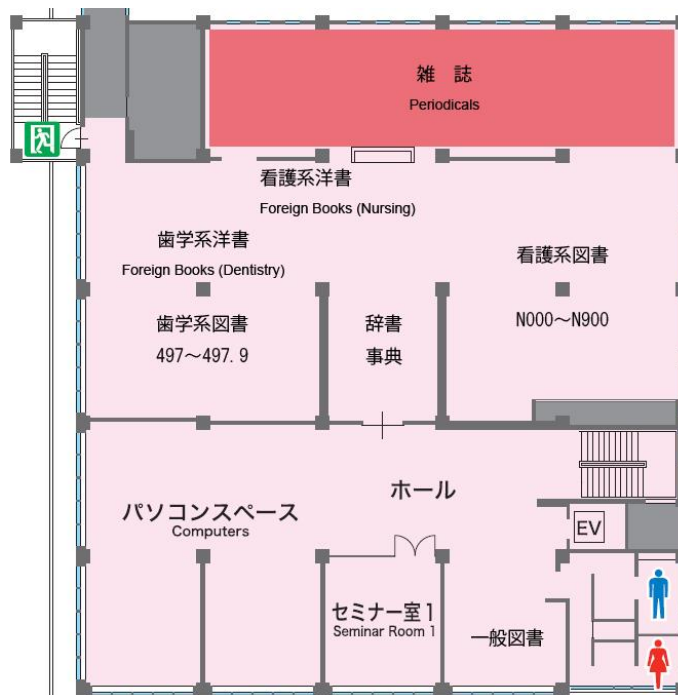 雑 誌
Periodicals
看護系洋書
Foreign Books (Nursing)
歯学系洋書
Foreign Books (Dentistry)
看護系図書
N000～N900
歯学系図書
497～497.9
辞書
事典
ホール
パソコンスペース
Computers
EV
セミナー室1
Seminar Room 1
一般図書